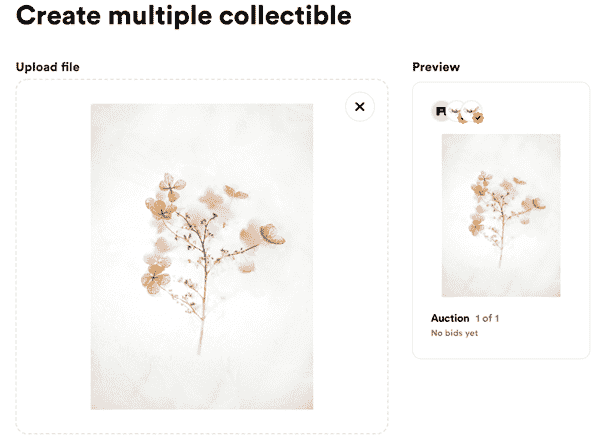 Create multiple collectible
Upload file
Preview
Auction 1 of 1
No bids yet